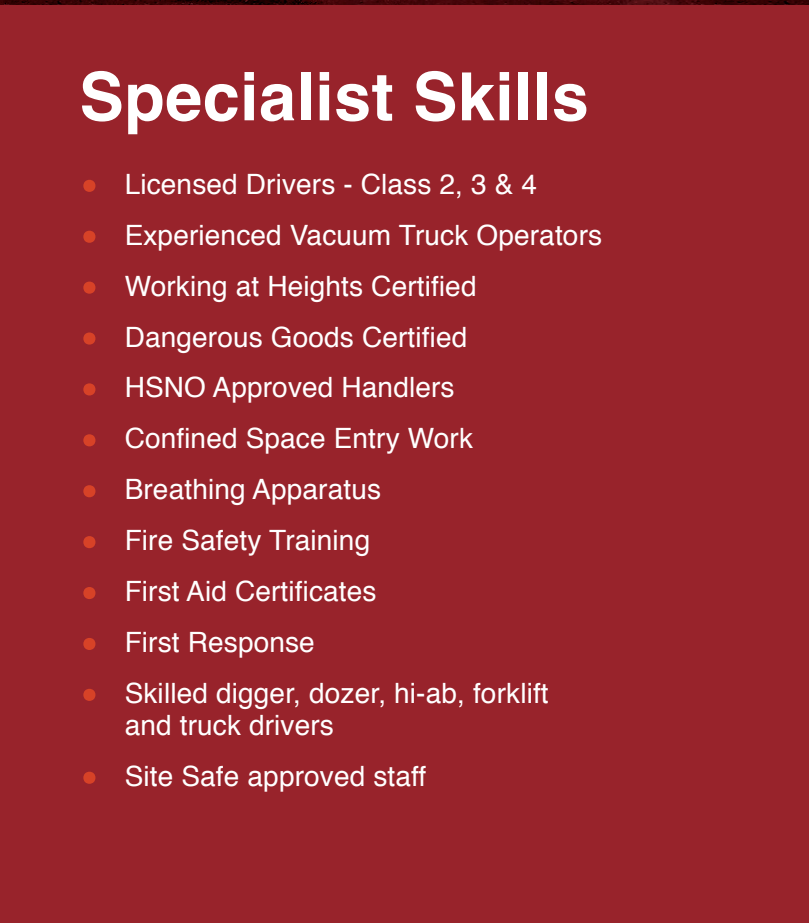 Specialist Skills
Licensed Drivers - Class 2, 3 & 4
Experienced Vacuum Truck Operators
Working at Heights Certified
Dangerous Goods Certified
HSNO Approved Handlers
Confined Space Entry Work
Breathing Apparatus
Fire Safety Training
First Aid Certificates
First Response
Skilled digger, dozer, hi-ab, forklift
and truck drivers
Site Safe approved staff